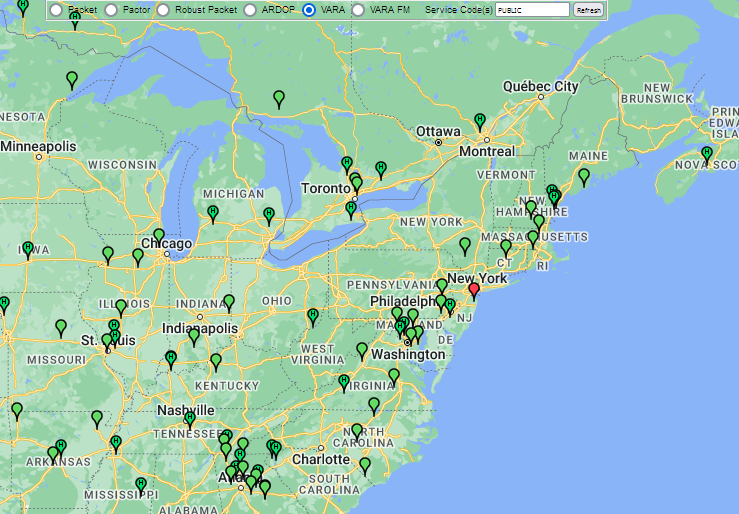 Packet Pactor Robust Packet ARDOP VARA VARA FM Service Code(s) PUBLIC Refresh
Québec City
NEW
BRUNSWICK
NESOTA
Minneapolis
Ottawa
Montreal
MAINE
WISCONSIN
VERMONT
NOVA SCO
MICHIGAN
Toronto
NEW
HAMPSHIRE
NEW YORK
MASSACHUSETTS
Chicago
IOWA
CT
RI
PENNSYLVANIA
New York
ILLINOIS
INDIANA
OHIO
Philadelph
NJ
Indianapolis
MARYLAND
St. Louis
DE
Washington
WEST
VIRGINIA
MISSOURI
KENTUCKY
VIRGINIA
Nashville
TENNESSEE
NORTH
CAROLINA
Charlotte
ARKANSAS
Atlanta
SOUTH
CAROLINA
MISSISSIPPI
ALABAMA